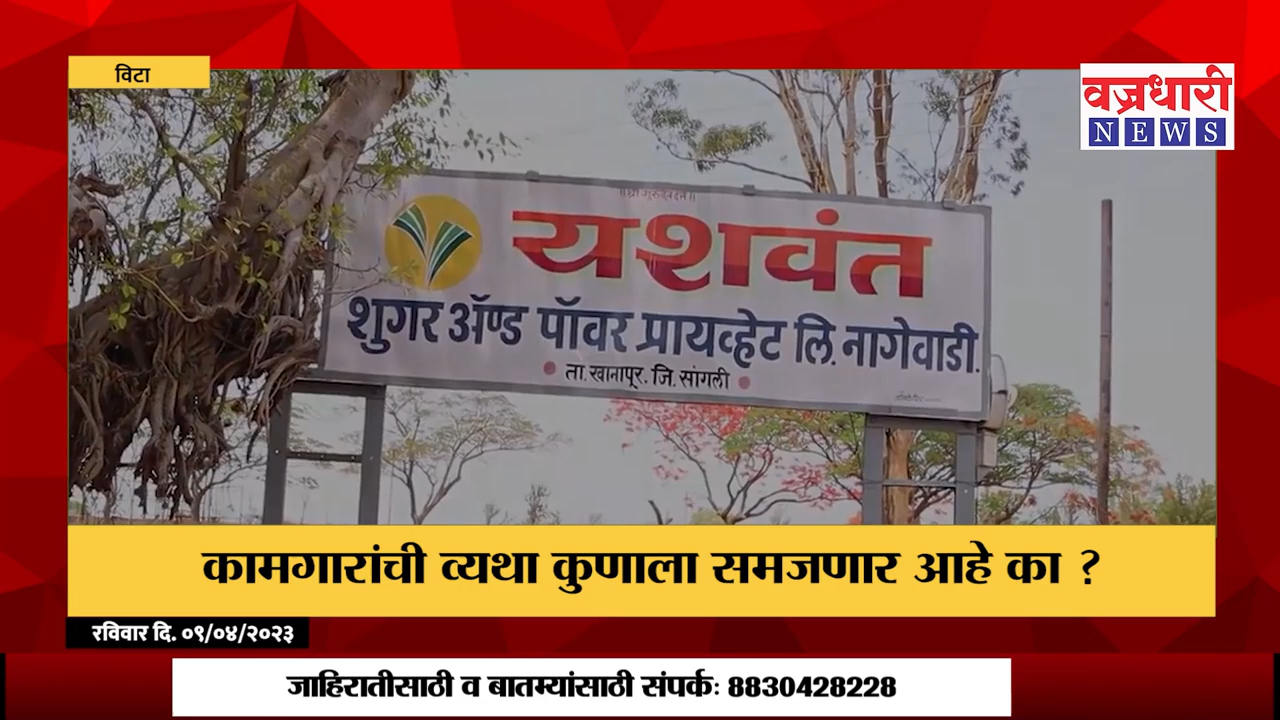 विटा
वज्रधारी
NEWS
यशवंत
शुगर ॲण्ड पॉवर प्रायव्हेट लि. नागेवाडी.
ता. खानापूर. जि. सांगली
कामगारांची व्यथा कुणाला समजणार आहे का ?
रविवार दि. ०९/०४/२०२३
जाहिरातीसाठी व बातम्यांसाठी संपर्कः 8830428228